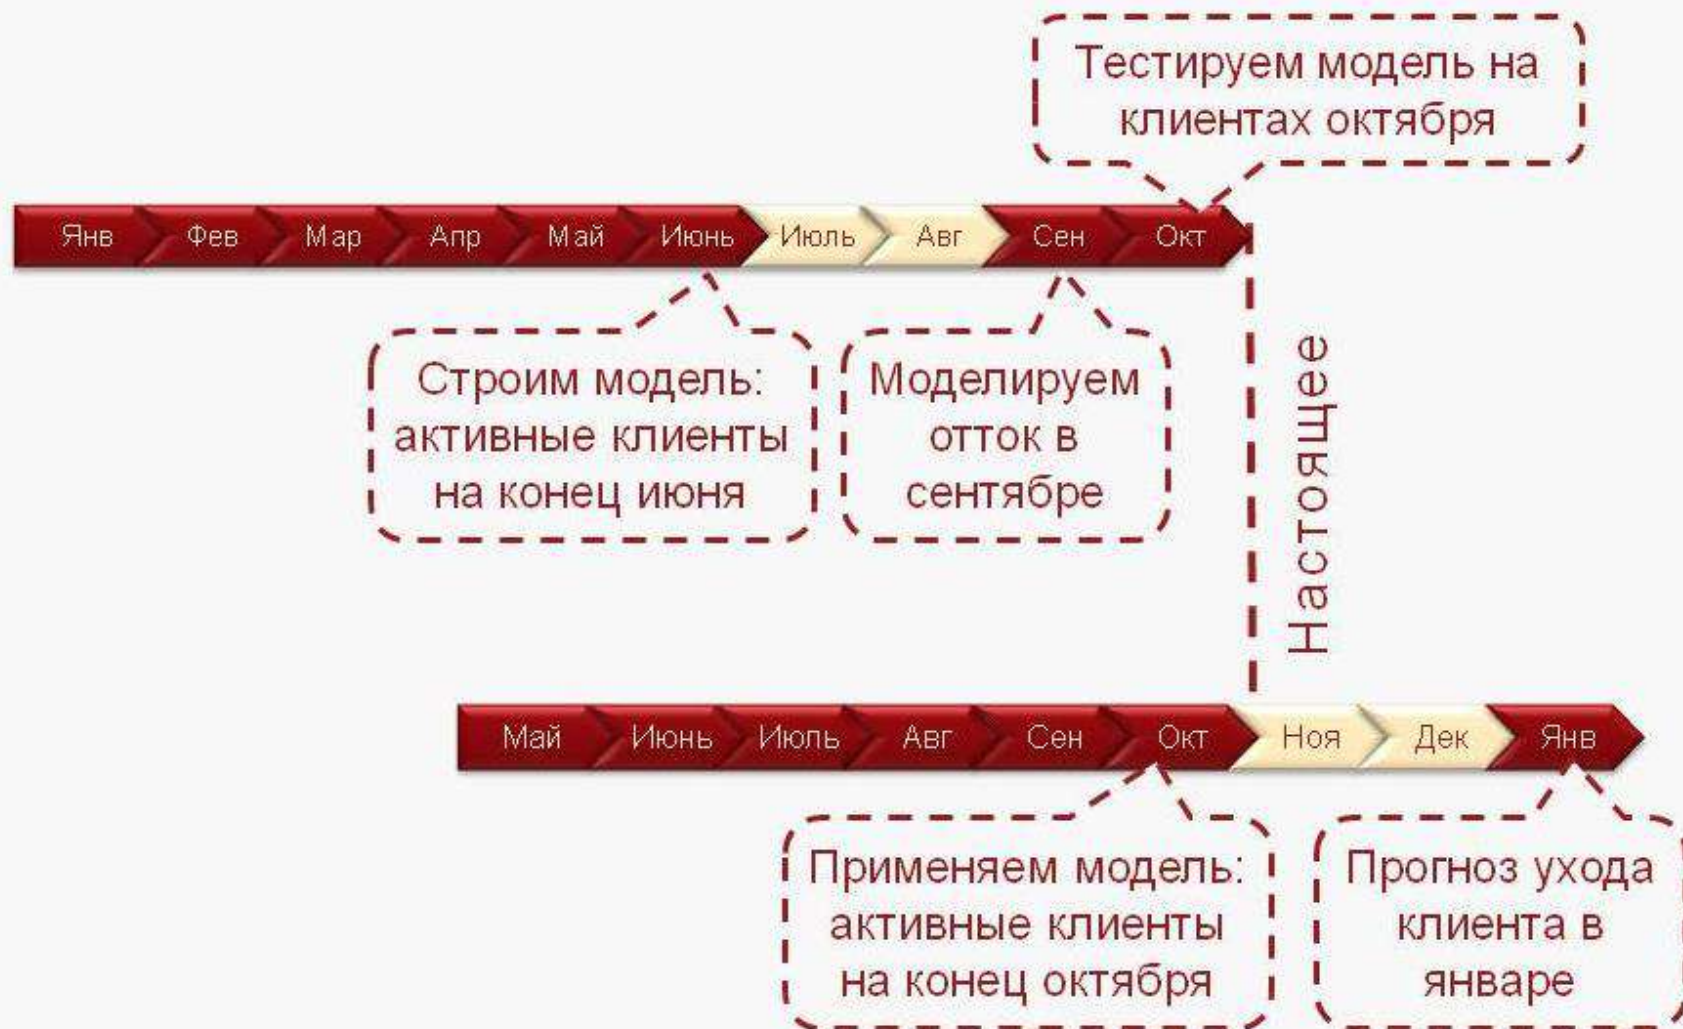 Тестируем модель на
клиентах октября
Янв Фев Мар Апр Май Июнь Июль Авг Сен Окт
Строим модель:
активные клиенты
на конец июня
Моделируем
отток в
сентябре
Настоящее
Май Июнь Июль Авг Сен Окт Ноя Дек Янв
Применяем модель:
активные клиенты
на конец октября
Прогноз ухода
клиента в
январе